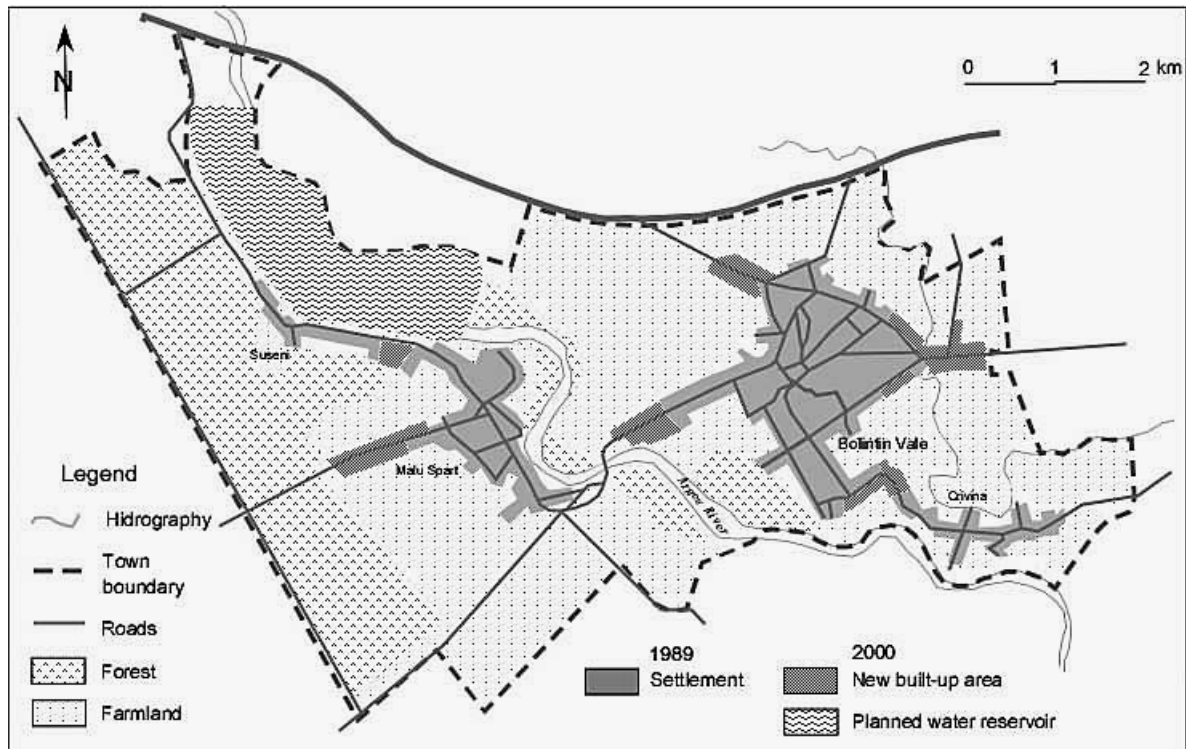 N
0 1 2 km
Suseni
Malu Spart
Bolintin Vale
Crivina
Argeș River
Legend
Hidrography
Town
boundary
Roads
Forest
Farmland
1989
Settlement
2000
New built-up area
Planned water reservoir